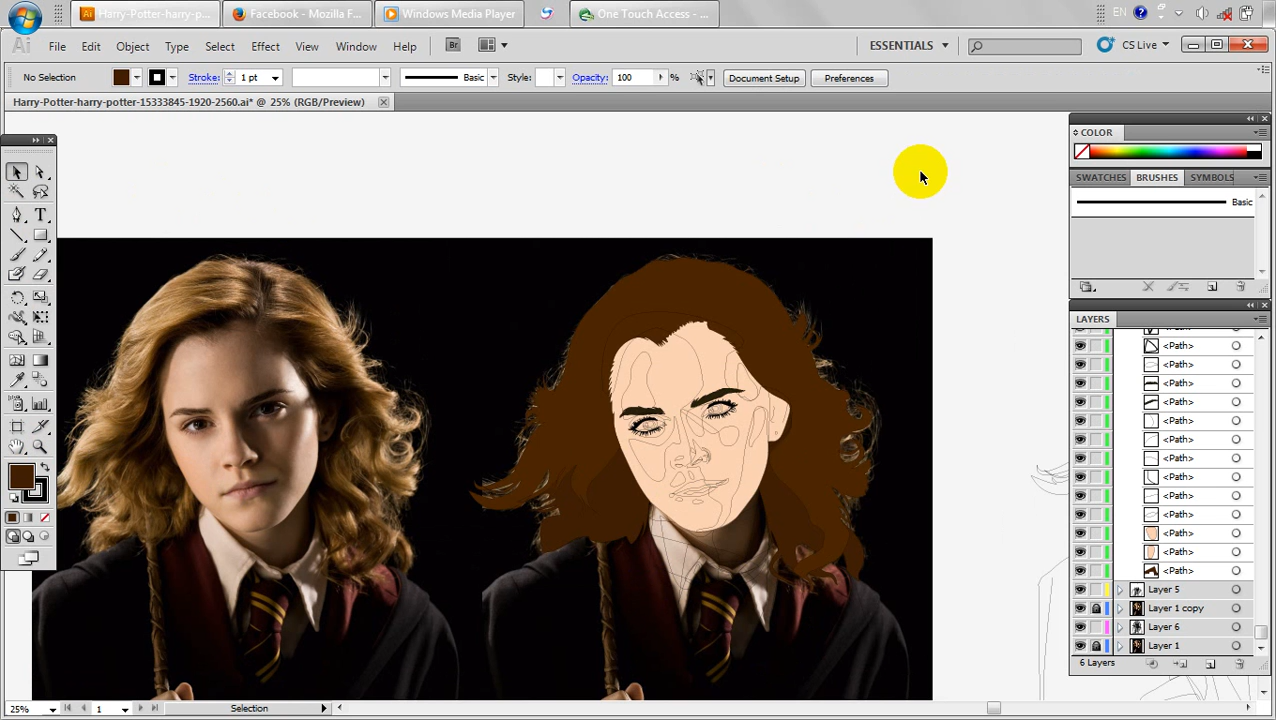 Harry-Potter-harry-p...
Facebook - Mozilla F...
Windows Media Player
One Touch Access - ...
EN
Ai
File
Edit
Object
Type
Select
Effect
View
Window
Help
Br
ESSENTIALS
CS Live
No Selection
Stroke:
1 pt
Basic
Style:
Opacity:
100
%
Document Setup
Preferences
Harry-Potter-harry-potter-15333845-1920-2560.ai* @ 25% (RGB/Preview)
COLOR
SWATCHES
BRUSHES
SYMBOLS
Basic
LAYERS
<Path>
<Path>
<Path>
<Path>
<Path>
<Path>
<Path>
<Path>
<Path>
<Path>
<Path>
<Path>
<Path>
Layer 5
Layer 1 copy
Layer 6
Layer 1
6 Layers
25%
1
Selection